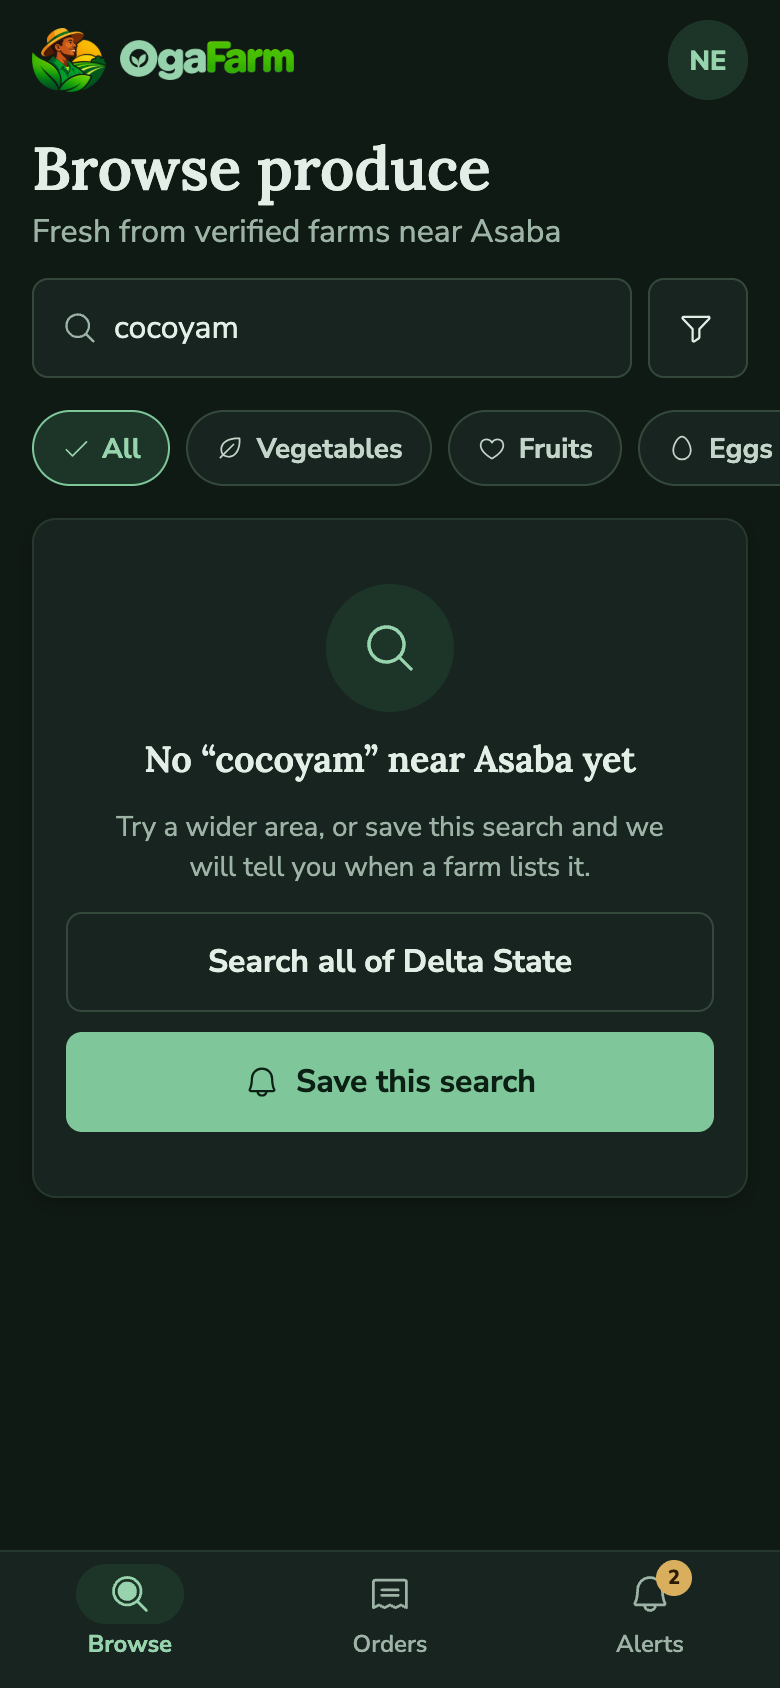 OgaFarm
NE
Browse produce
Fresh from verified farms near Asaba
cocoyam
All
Vegetables
Fruits
Eggs
No “cocoyam” near Asaba yet
Try a wider area, or save this search and we
will tell you when a farm lists it.
Search all of Delta State
Save this search
2
Browse
Orders
Alerts